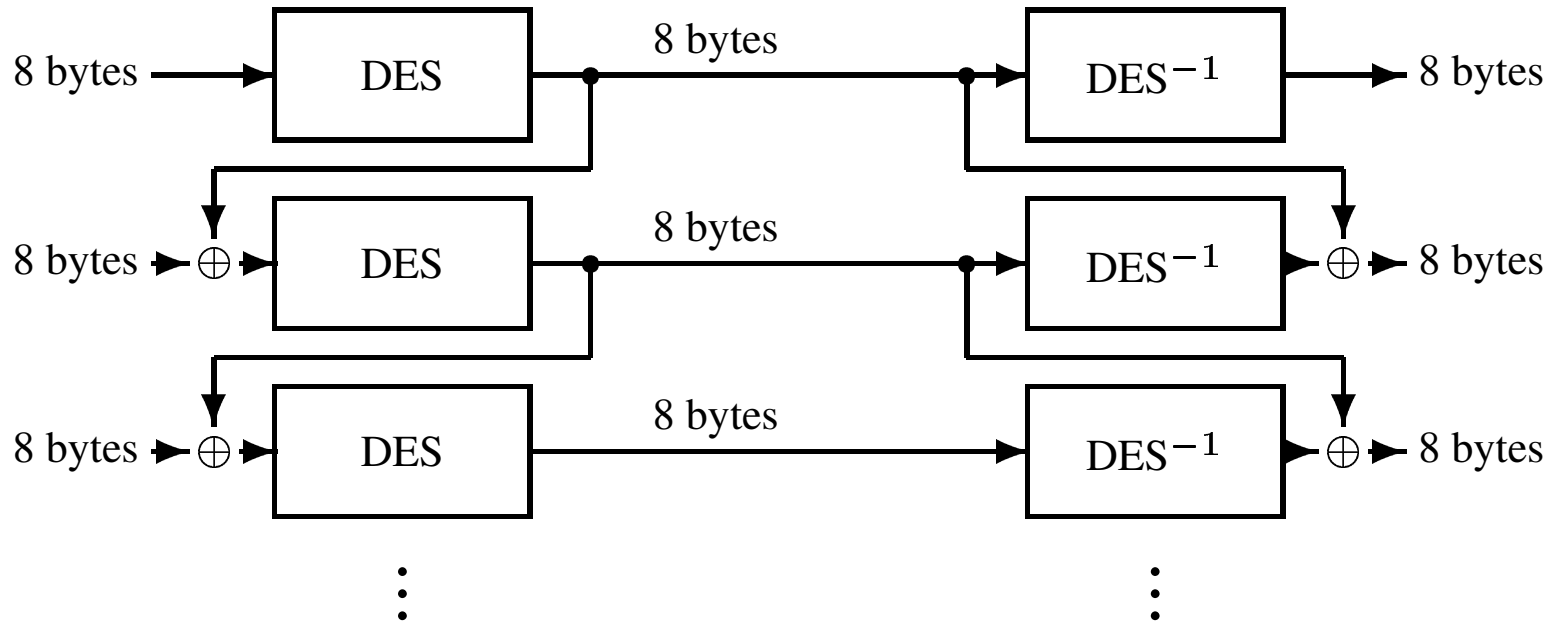 8 bytes
8 bytes DES DES⁻¹ 8 bytes
8 bytes
8 bytes ⊕ DES DES⁻¹ ⊕ 8 bytes
8 bytes
8 bytes ⊕ DES DES⁻¹ ⊕ 8 bytes
⋮ ⋮